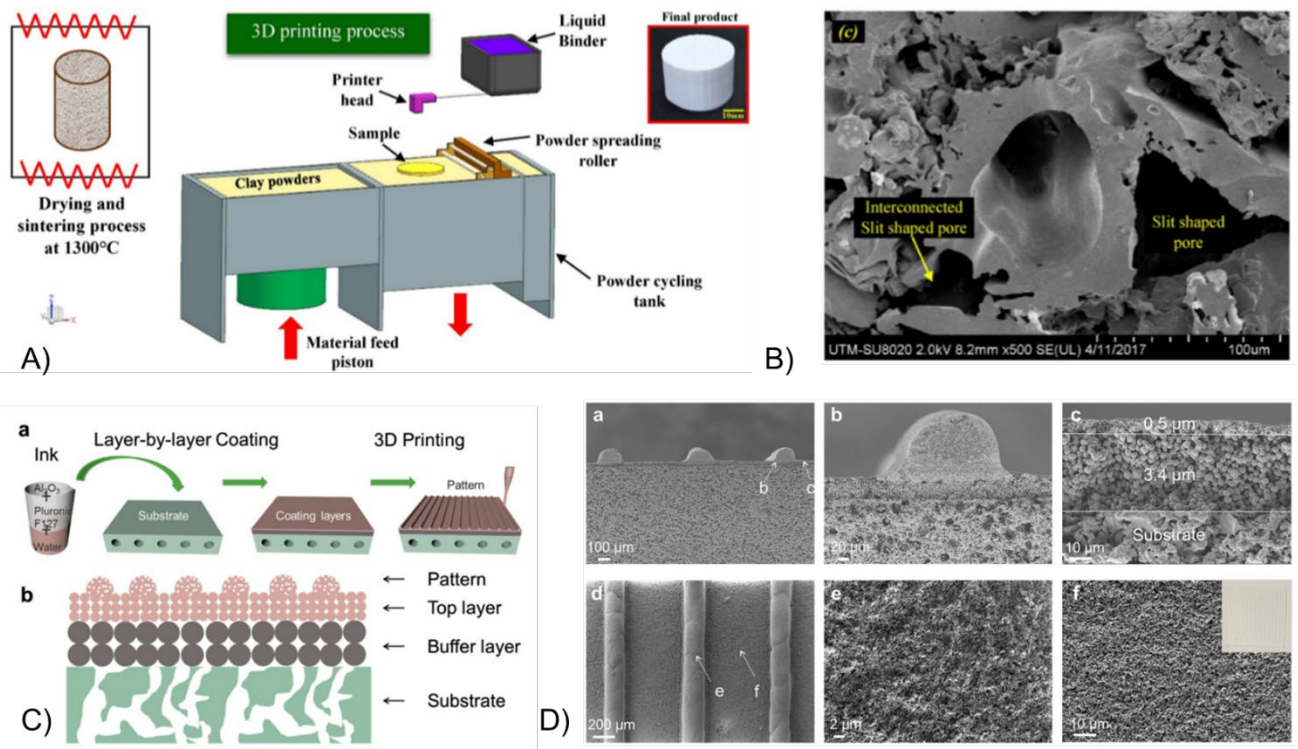 3D printing process
Liquid
Binder
Final product
10mm
Printer
head
Sample
Powder spreading
roller
Clay powders
Drying and
sintering process
at 1300°C
Powder cycling
tank
Material feed
piston
A)
(c)
Interconnected
Slit shaped pore
Slit shaped
pore
UTM-SU8020 2.0kV 8.2mm x500 SE(UL) 4/11/2017
100um
B)
a
Ink
Layer-by-layer Coating
3D Printing
Pattern
Al₂O₃
+
Pluronic
F127
+
Water
Substrate
Coating layers
b
Pattern
Top layer
Buffer layer
Substrate
C)
a
b
c
100 µm
b
20 µm
c
0.5 µm
3.4 µm
Substrate
10 µm
d
e
f
200 µm
e
2 µm
f
10 µm
D)